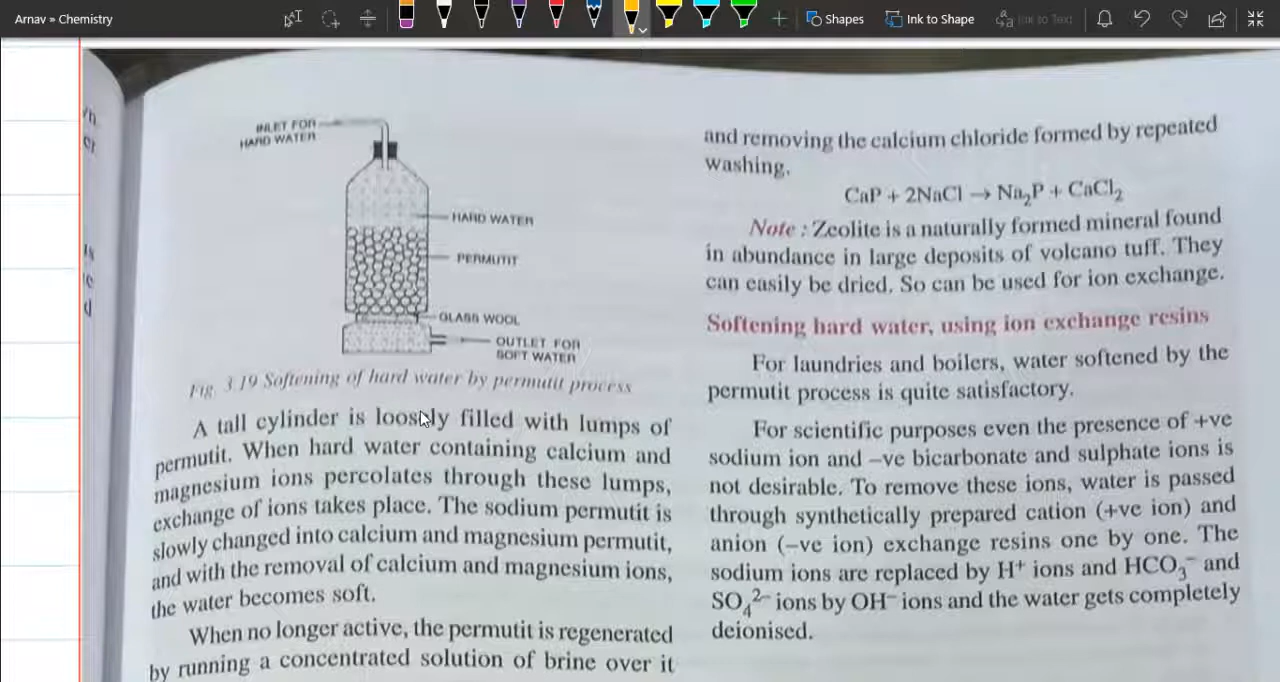 Arnav » Chemistry
Shapes
Ink to Shape
Ink to Text
INLET FOR
HARD WATER
HARD WATER
PERMUTIT
GLASS WOOL
OUTLET FOR
SOFT WATER
Fig. 3.19 Softening of hard water by permutit process
A tall cylinder is loosely filled with lumps of
permutit. When hard water containing calcium and
magnesium ions percolates through these lumps,
exchange of ions takes place. The sodium permutit is
slowly changed into calcium and magnesium permutit,
and with the removal of calcium and magnesium ions,
the water becomes soft.
When no longer active, the permutit is regenerated
by running a concentrated solution of brine over it
and removing the calcium chloride formed by repeated
washing.
CaP + 2NaCl → Na₂P + CaCl₂
Note : Zeolite is a naturally formed mineral found
in abundance in large deposits of volcano tuff. They
can easily be dried. So can be used for ion exchange.
Softening hard water, using ion exchange resins
For laundries and boilers, water softened by the
permutit process is quite satisfactory.
For scientific purposes even the presence of +ve
sodium ion and –ve bicarbonate and sulphate ions is
not desirable. To remove these ions, water is passed
through synthetically prepared cation (+ve ion) and
anion (–ve ion) exchange resins one by one. The
sodium ions are replaced by H⁺ ions and HCO₃⁻ and
SO₄²⁻ ions by OH⁻ ions and the water gets completely
deionised.